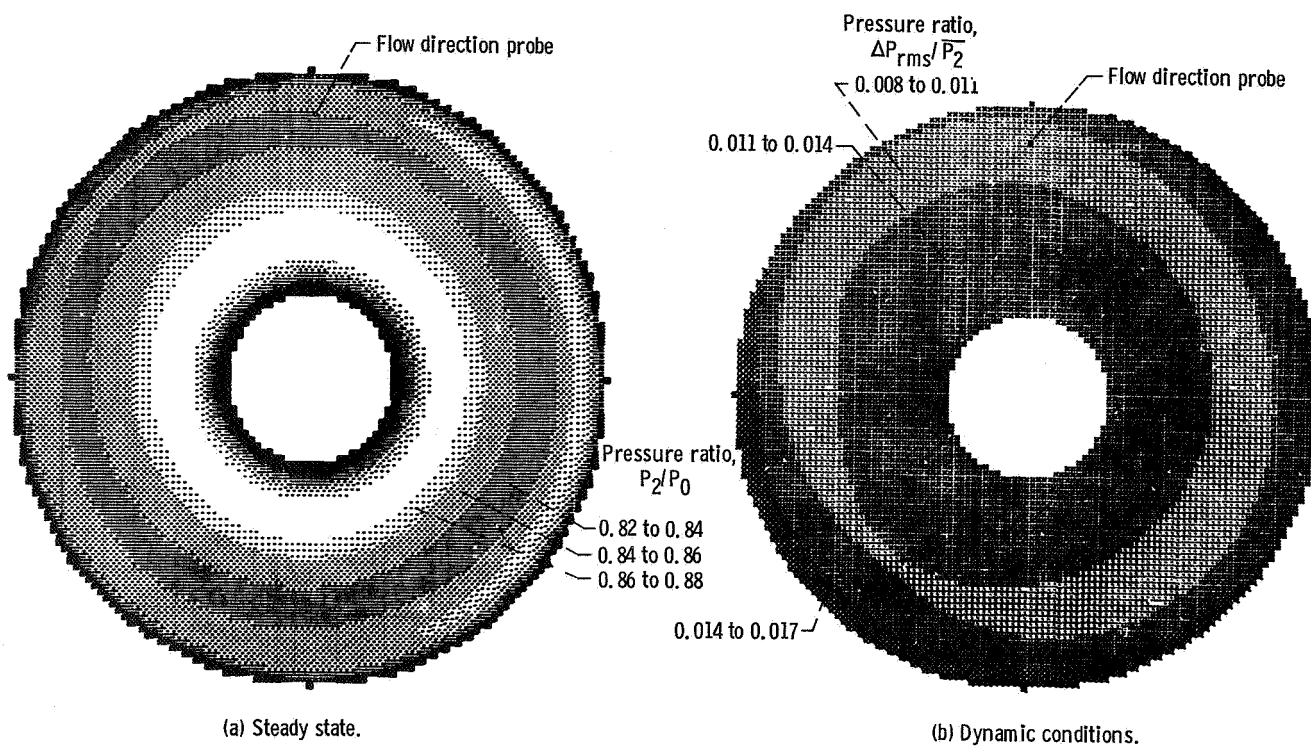 Flow direction probe
Pressure ratio,
P2/P0
0.82 to 0.84
0.84 to 0.86
0.86 to 0.88
(a) Steady state.
Pressure ratio,
ΔPrms/P̅2
0.008 to 0.011
Flow direction probe
0.011 to 0.014
0.014 to 0.017
(b) Dynamic conditions.